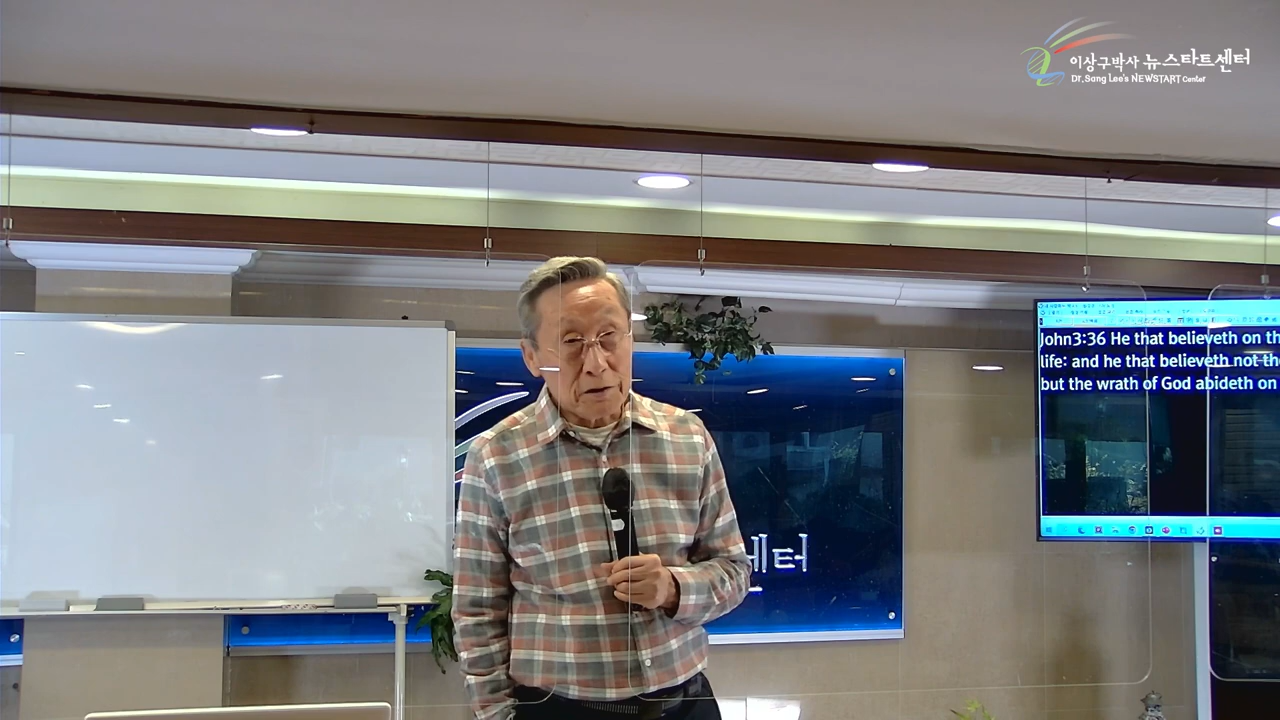 이상구박사 뉴스타트센터
Dr. Sang Lee's NEWSTART Center
John3:36 He that believeth on th
life: and he that believeth not the
but the wrath of God abideth on
센터